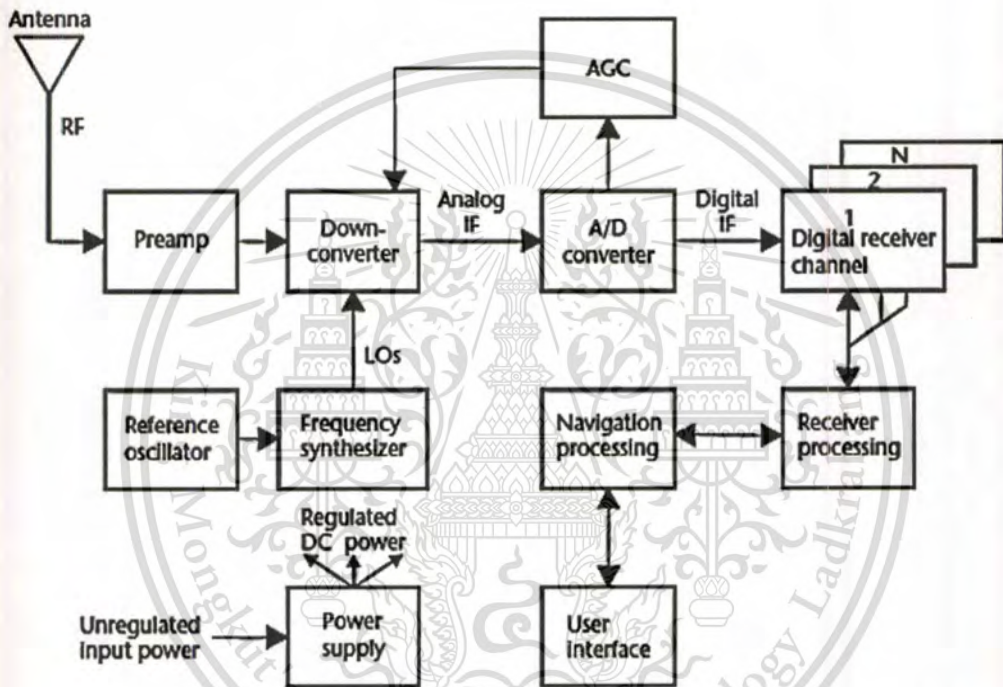 Antenna
RF
AGC
Preamp
Down-
converter
Analog
IF
A/D
converter
Digital
IF
N
2
1
Digital receiver
channel
LOs
Reference
oscillator
Frequency
synthesizer
Navigation
processing
Receiver
processing
Regulated
DC power
Unregulated
input power
Power
supply
User
interface